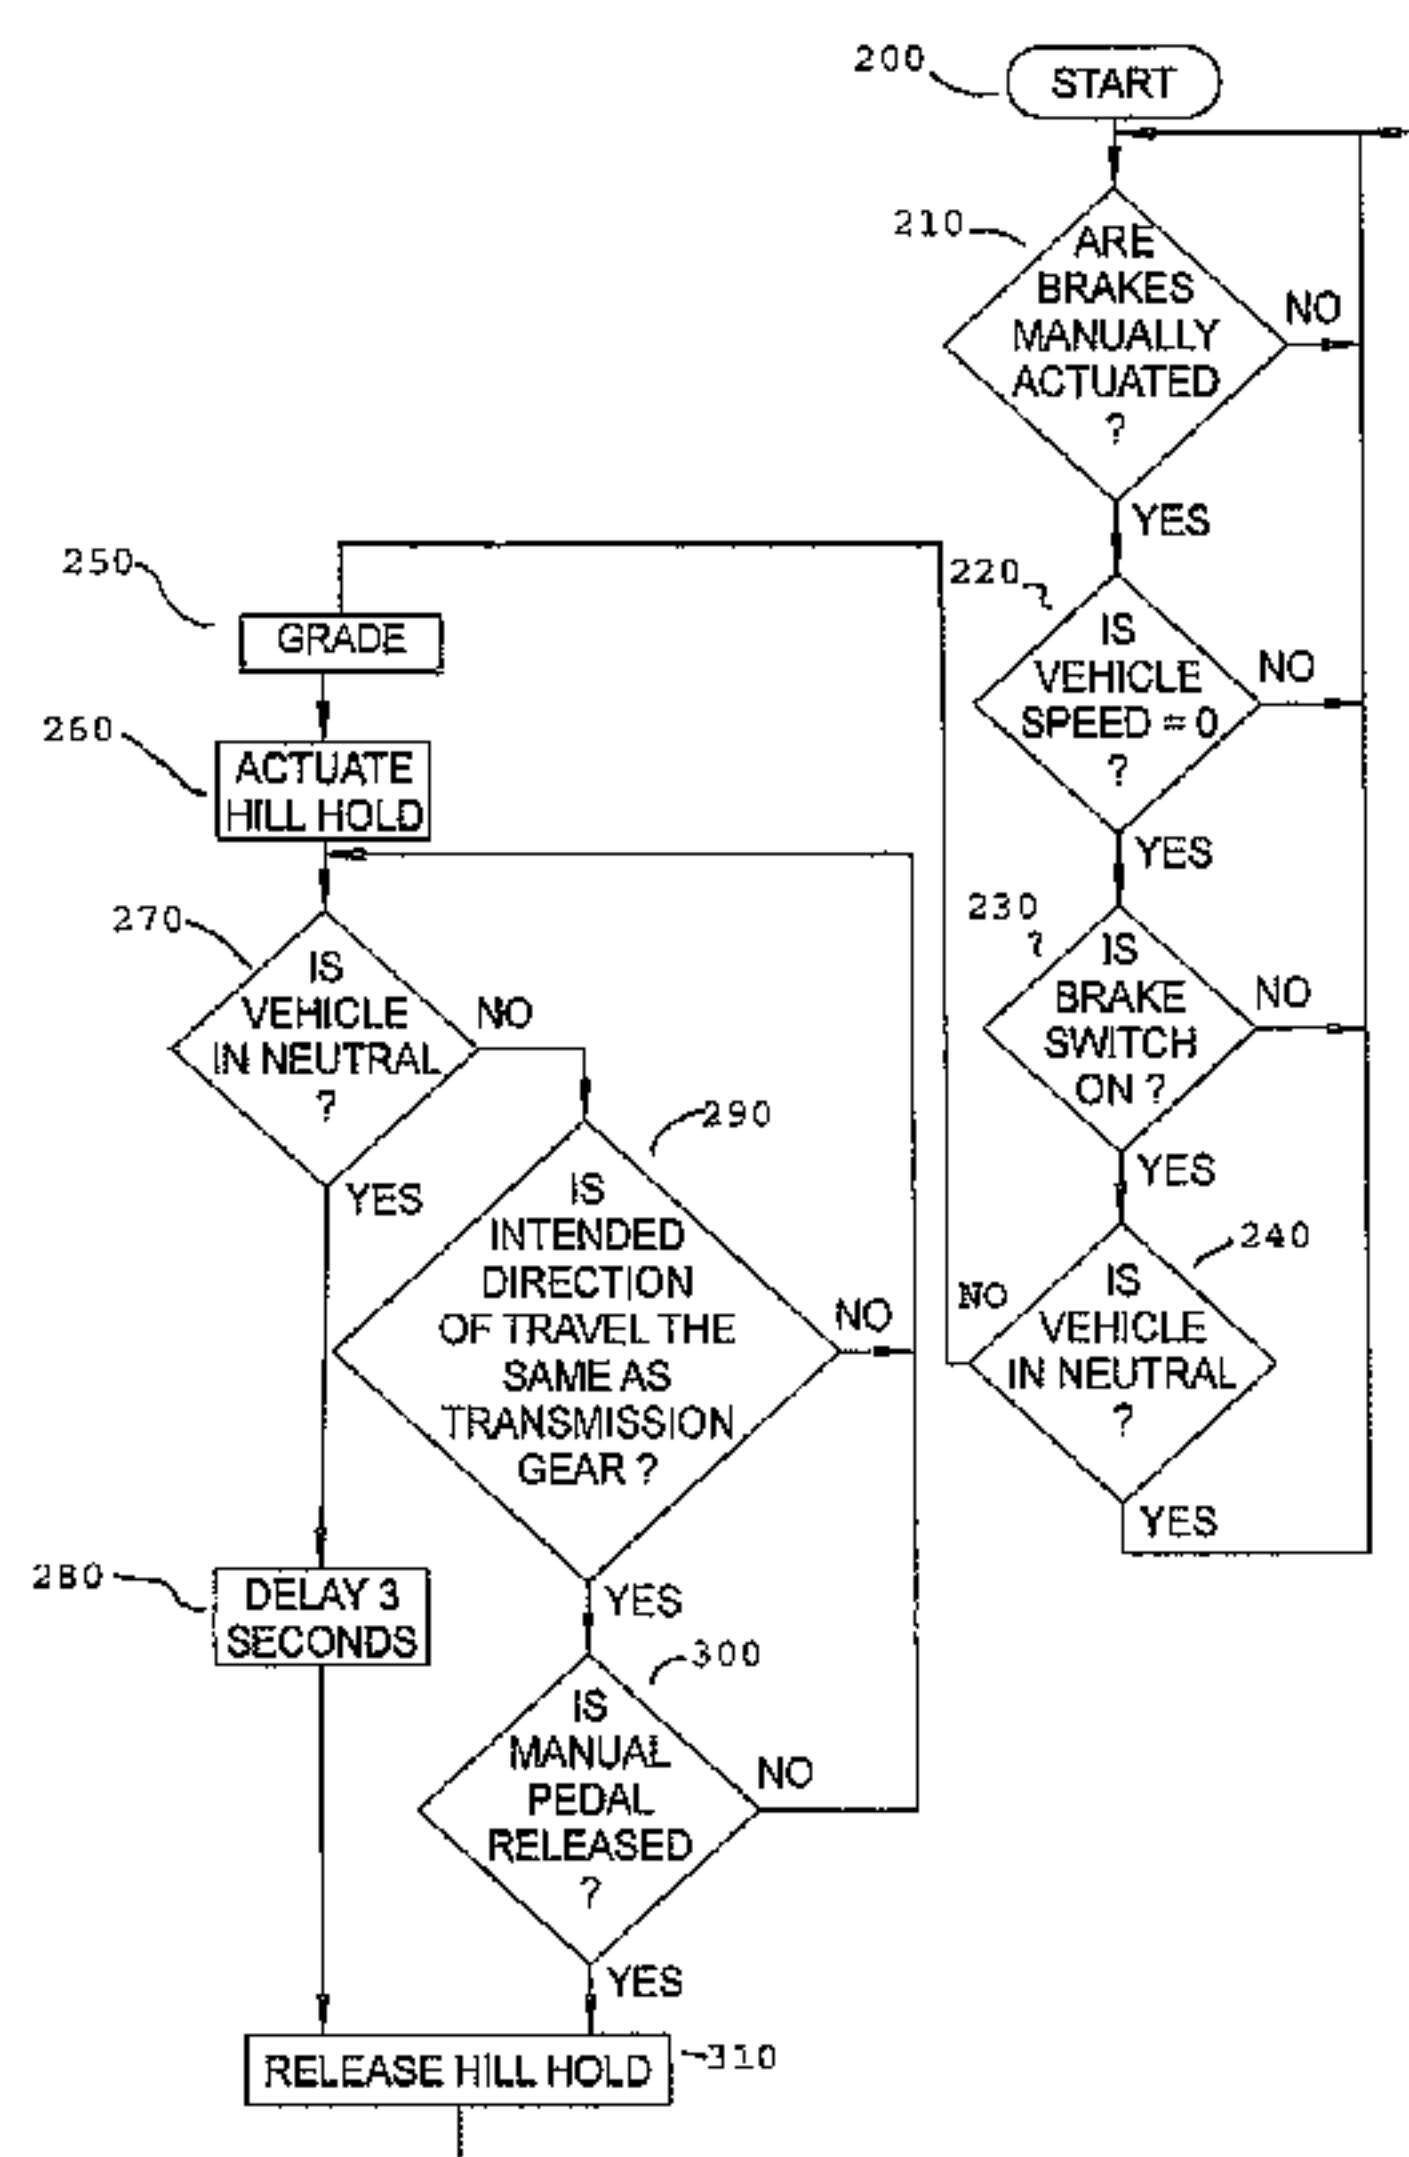 200
START
210
ARE
BRAKES
MANUALLY
ACTUATED
?
NO
YES
220
IS
VEHICLE
SPEED = 0
?
NO
YES
230
IS
BRAKE
SWITCH
ON ?
NO
YES
240
IS
VEHICLE
IN NEUTRAL
?
NO
YES
250
GRADE
260
ACTUATE
HILL HOLD
270
IS
VEHICLE
IN NEUTRAL
?
NO
YES
280
DELAY 3
SECONDS
290
IS
INTENDED
DIRECTION
OF TRAVEL THE
SAME AS
TRANSMISSION
GEAR ?
NO
YES
300
IS
MANUAL
PEDAL
RELEASED
?
NO
YES
310
RELEASE HILL HOLD